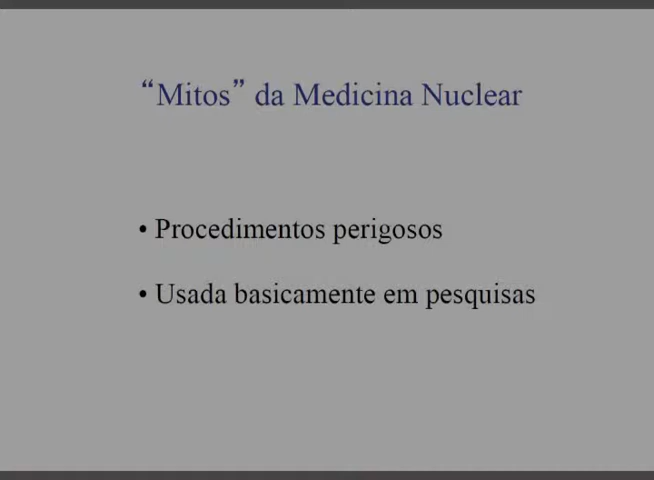 “Mitos” da Medicina Nuclear
• Procedimentos perigosos
• Usada basicamente em pesquisas